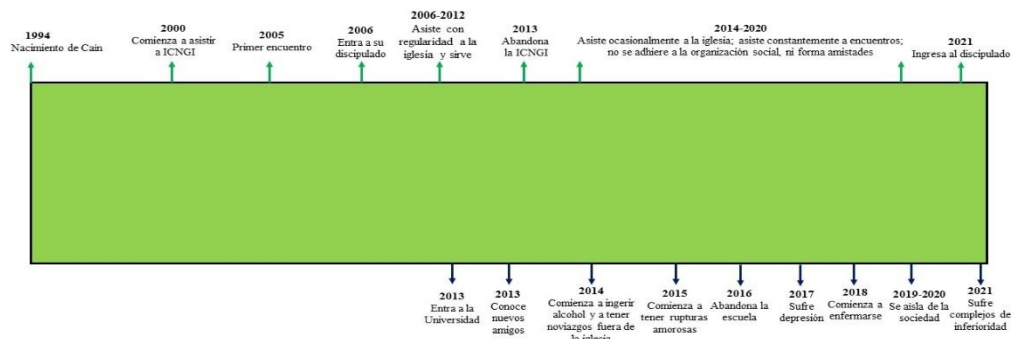 1994
Nacimiento de Cain
2000
Comienza a asistir
a ICNGI
2005
Primer encuentro
2006
Entra a su
discipulado
2006-2012
Asiste con
regularidad a la
iglesia y sirve
2013
Abandona
la ICNGI
2014-2020
Asiste ocasionalmente a la iglesia; asiste constantemente a encuentros;
no se adhiere a la organización social, ni forma amistades
2021
Ingresa al discipulado
2013
Entra a la
Universidad
2013
Conoce
nuevos
amigos
2014
Comienza a ingerir
alcohol y a tener
noviazgos fuera de
la iglesia
2015
Comienza a
tener rupturas
amorosas
2016
Abandona la
escuela
2017
Sufre
depresión
2018
Comienza a
enfermarse
2019-2020
Se aisla de la
sociedad
2021
Sufre
complejos de
inferioridad